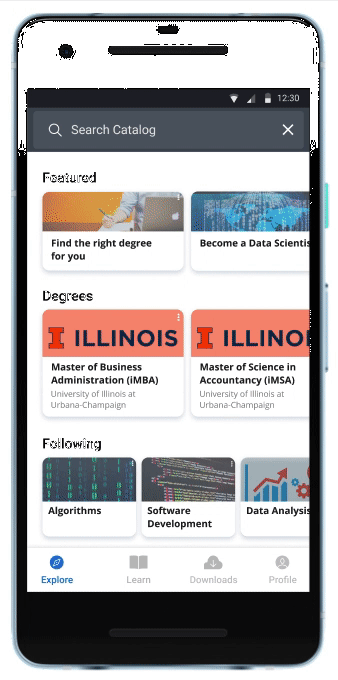 12:30
Search Catalog
Featured
Find the right degree
for you
Become a Data Scientis
Degrees
I ILLINOIS
I ILLINO
Master of Business
Administration (iMBA)
University of Illinois at
Urbana-Champaign
Master of Science in
Accountancy (iMSA)
University of Illinois at
Urbana-Champaign
Following
Algorithms
Software
Development
Data Analysis
Explore
Learn
Downloads
Profile